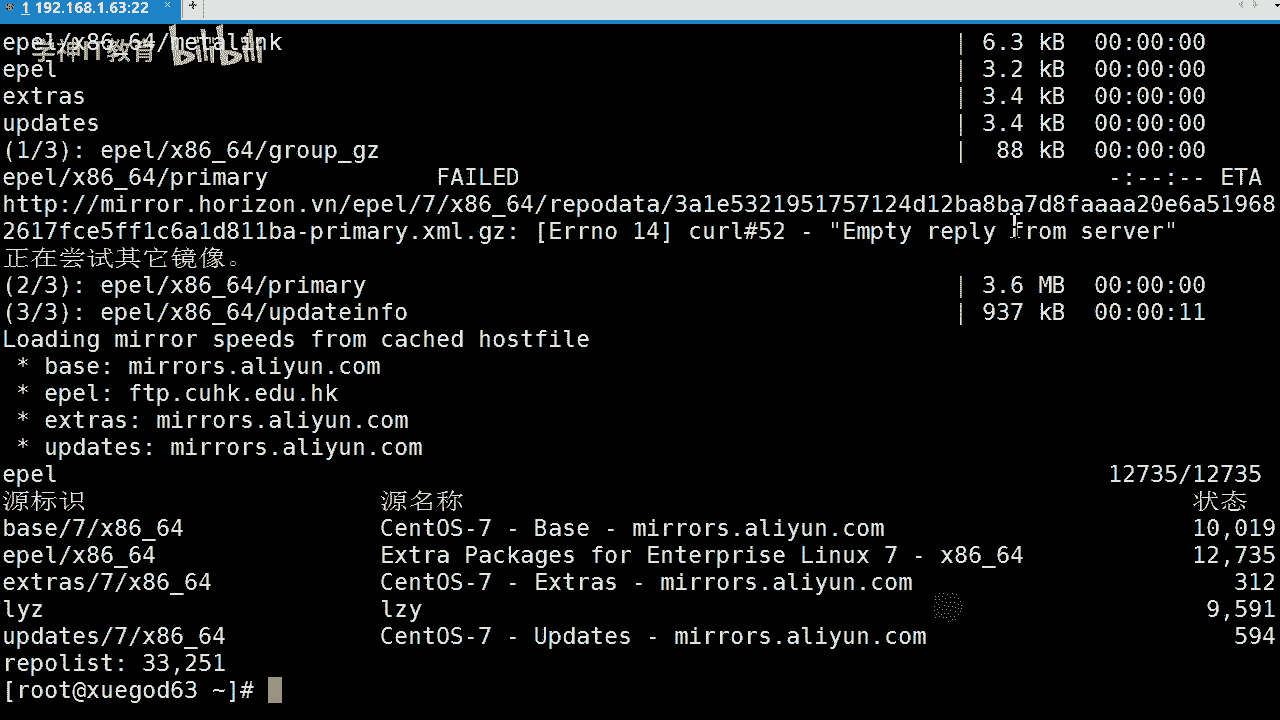 1 192.168.1.63:22 × +
学神IT教育 bilibili
epel/x86_64/metalink | 6.3 kB 00:00:00
epel | 3.2 kB 00:00:00
extras | 3.4 kB 00:00:00
updates | 3.4 kB 00:00:00
(1/3): epel/x86_64/group_gz | 88 kB 00:00:00
epel/x86_64/primary FAILED -:--:-- ETA
http://mirror.horizon.vn/epel/7/x86_64/repodata/3a1e5321951757124d12ba8ba7d8faaaa20e6a51968
2617fce5ff1c6a1d811ba-primary.xml.gz: [Errno 14] curl#52 - "Empty reply from server"
正在尝试其它镜像。
(2/3): epel/x86_64/primary | 3.6 MB 00:00:00
(3/3): epel/x86_64/updateinfo | 937 kB 00:00:11
Loading mirror speeds from cached hostfile
* base: mirrors.aliyun.com
* epel: ftp.cuhk.edu.hk
* extras: mirrors.aliyun.com
* updates: mirrors.aliyun.com
epel 12735/12735
源标识 源名称 状态
base/7/x86_64 CentOS-7 - Base - mirrors.aliyun.com 10,019
epel/x86_64 Extra Packages for Enterprise Linux 7 - x86_64 12,735
extras/7/x86_64 CentOS-7 - Extras - mirrors.aliyun.com 312
lyz lzy 9,591
updates/7/x86_64 CentOS-7 - Updates - mirrors.aliyun.com 594
repolist: 33,251
[root@xuegod63 ~]#